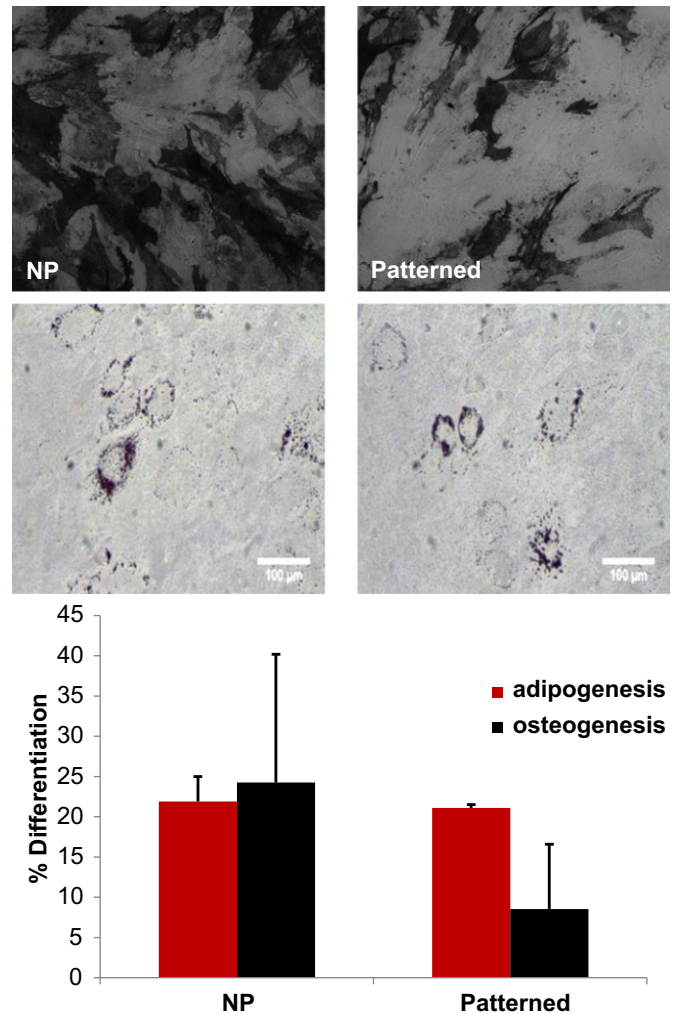 NP
Patterned
100 µm
100 µm
45
40
35
30
25
20
15
10
5
0
% Differentiation
adipogenesis
osteogenesis
NP
Patterned